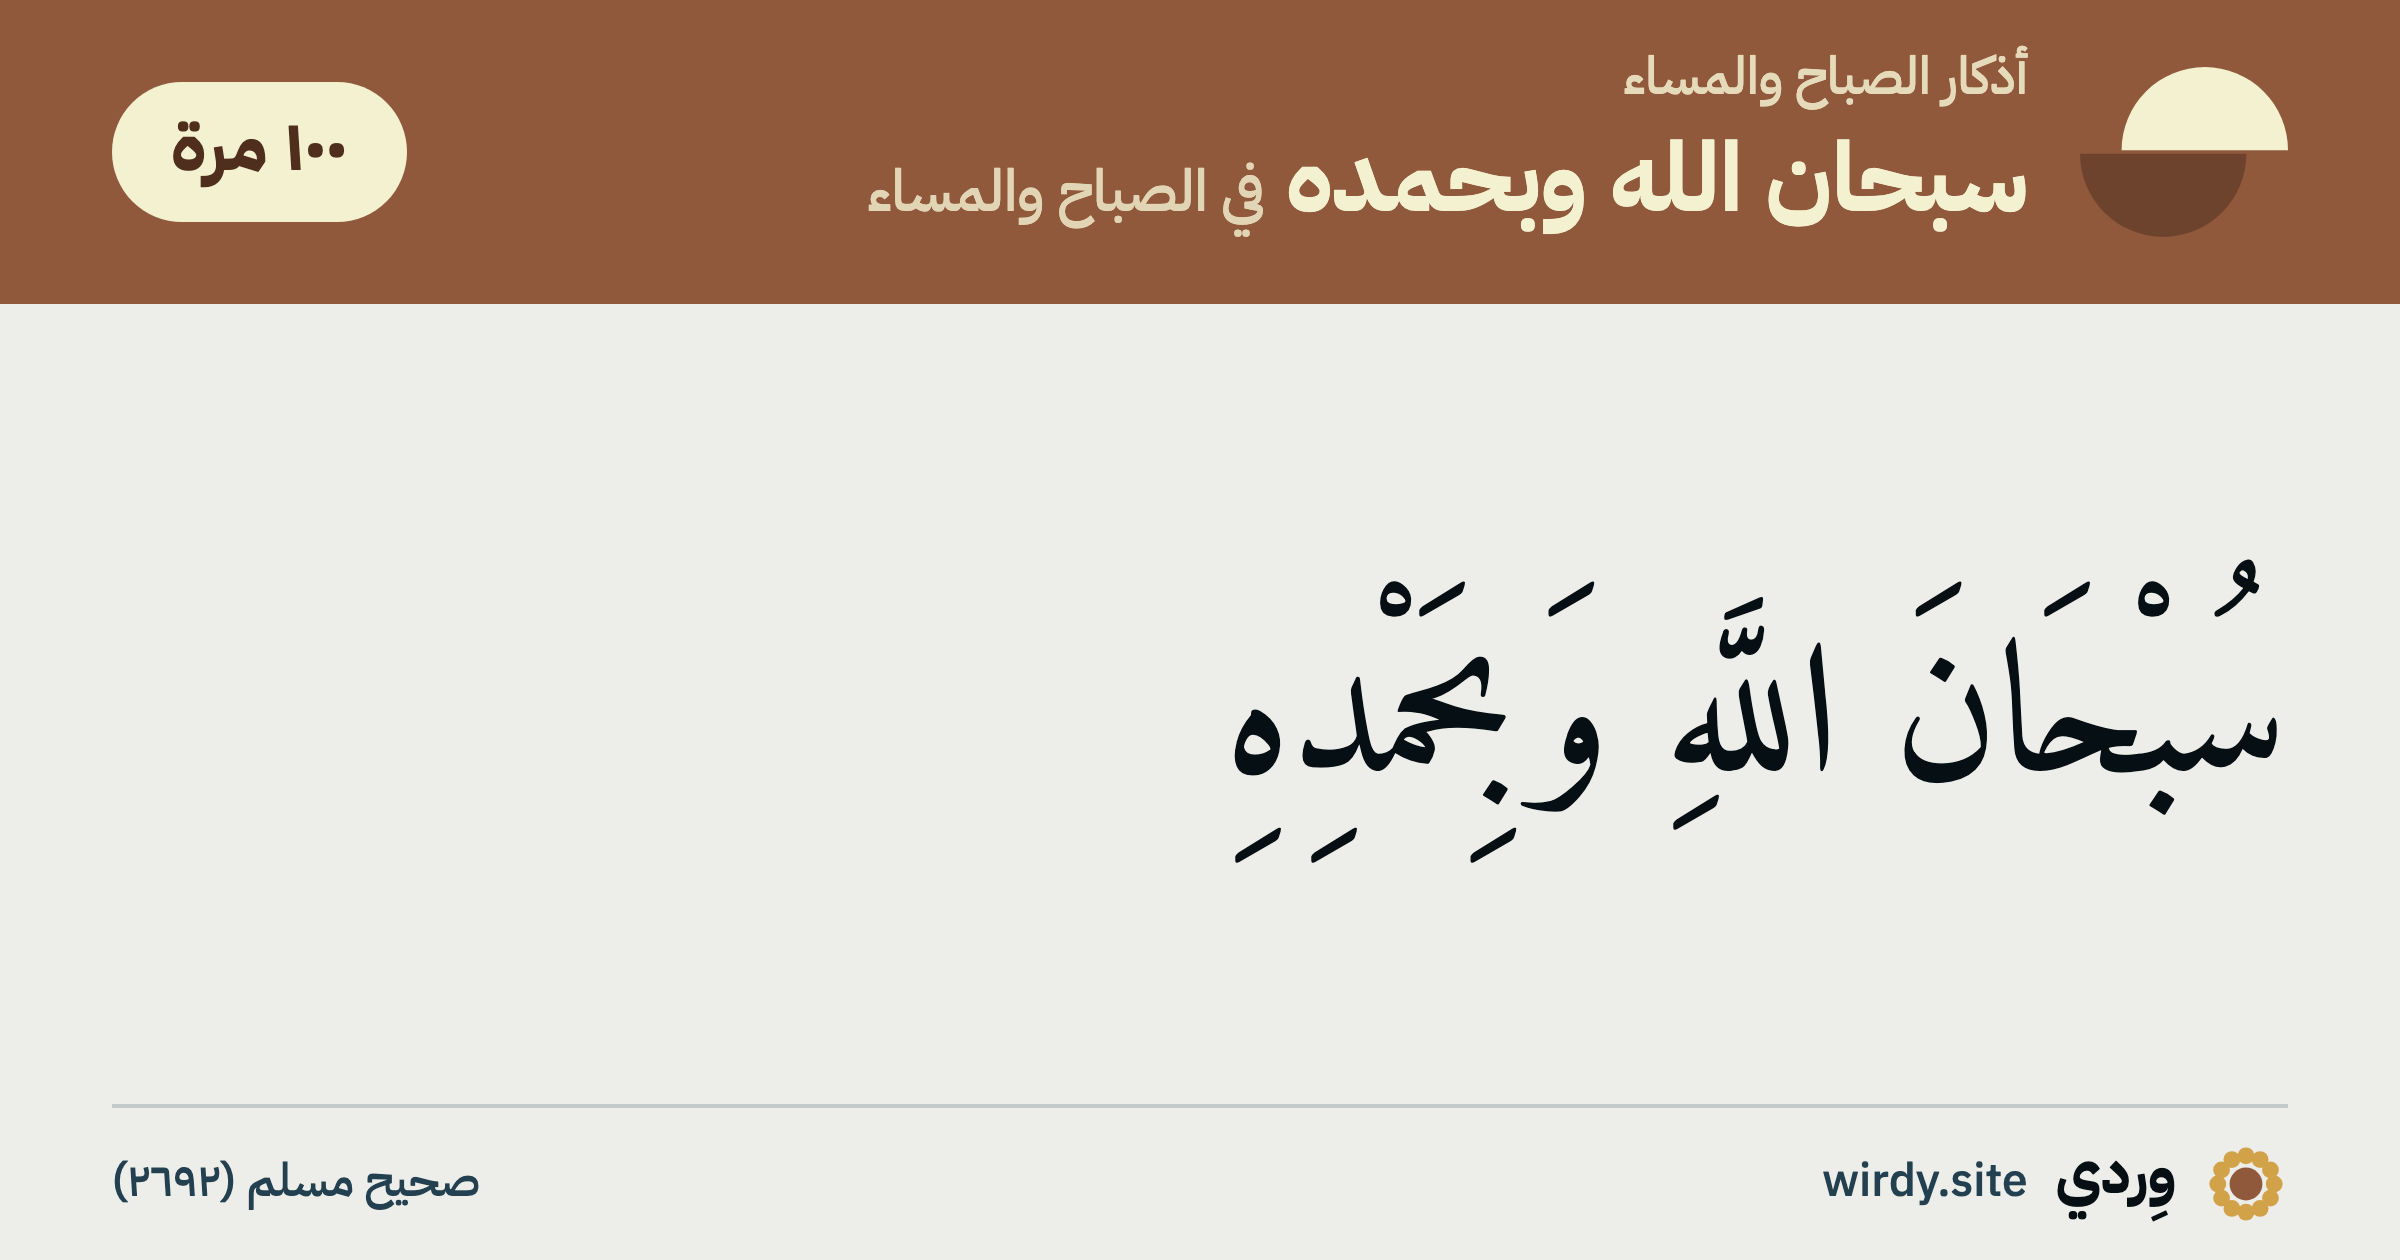 أذكار الصباح والمساء
سبحان الله وبحمده في الصباح والمساء
١٠٠ مرة
سُبْحَانَ اللَّهِ وَبِحَمْدِهِ
وِردي wirdy.site
صحيح مسلم (٢٦٩٢)